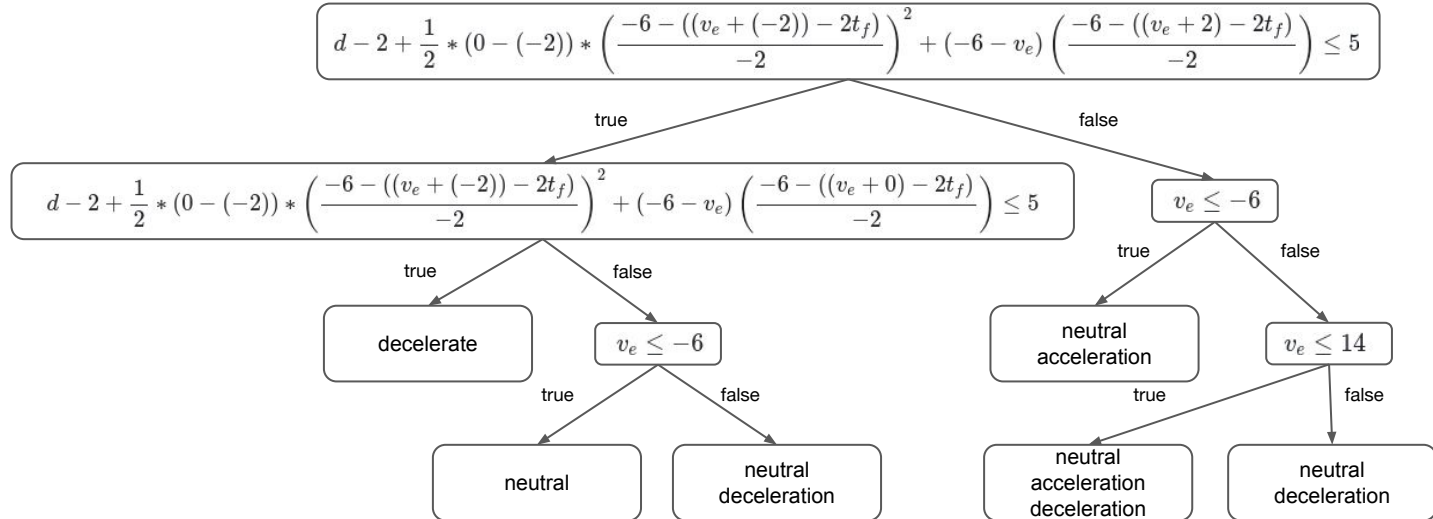 d − 2 + 1/2 * (0 − (−2)) * ((−6 − ((v_e + (−2)) − 2t_f))/−2)^2 + (−6 − v_e) ((−6 − ((v_e + 2) − 2t_f))/−2) ≤ 5
true
false
d − 2 + 1/2 * (0 − (−2)) * ((−6 − ((v_e + (−2)) − 2t_f))/−2)^2 + (−6 − v_e) ((−6 − ((v_e + 0) − 2t_f))/−2) ≤ 5
v_e ≤ −6
true
false
true
false
decelerate
v_e ≤ −6
neutral
acceleration
v_e ≤ 14
true
false
true
false
neutral
neutral
deceleration
neutral
acceleration
deceleration
neutral
deceleration